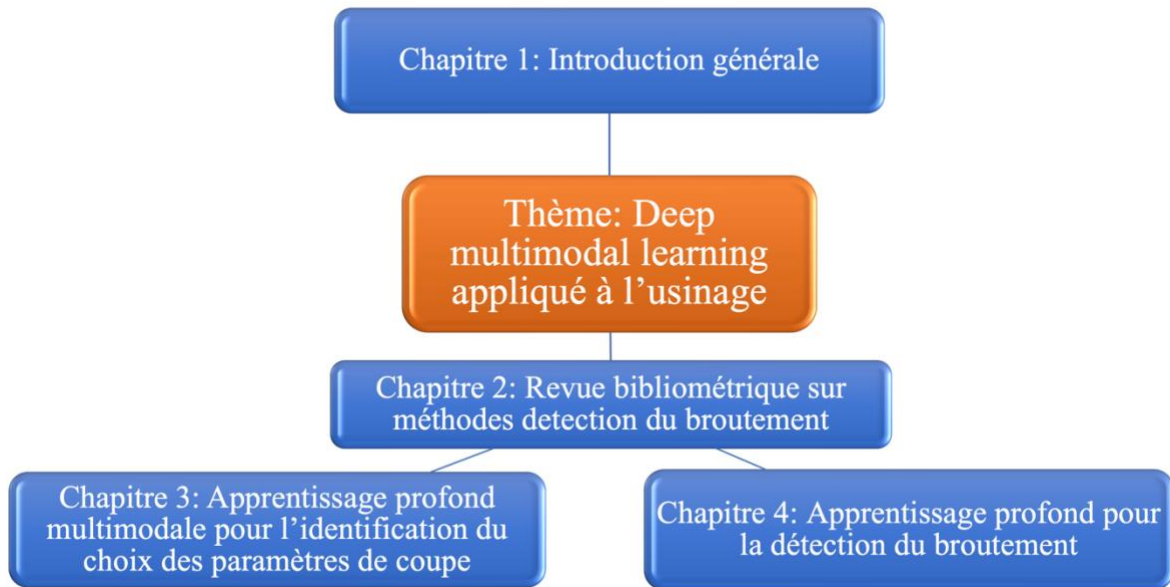 Chapitre 1: Introduction générale
Thème: Deep
multimodal learning
appliqué à l’usinage
Chapitre 2: Revue bibliométrique sur
méthodes detection du broutement
Chapitre 3: Apprentissage profond
multimodale pour l’identification du
choix des paramètres de coupe
Chapitre 4: Apprentissage profond pour
la détection du broutement